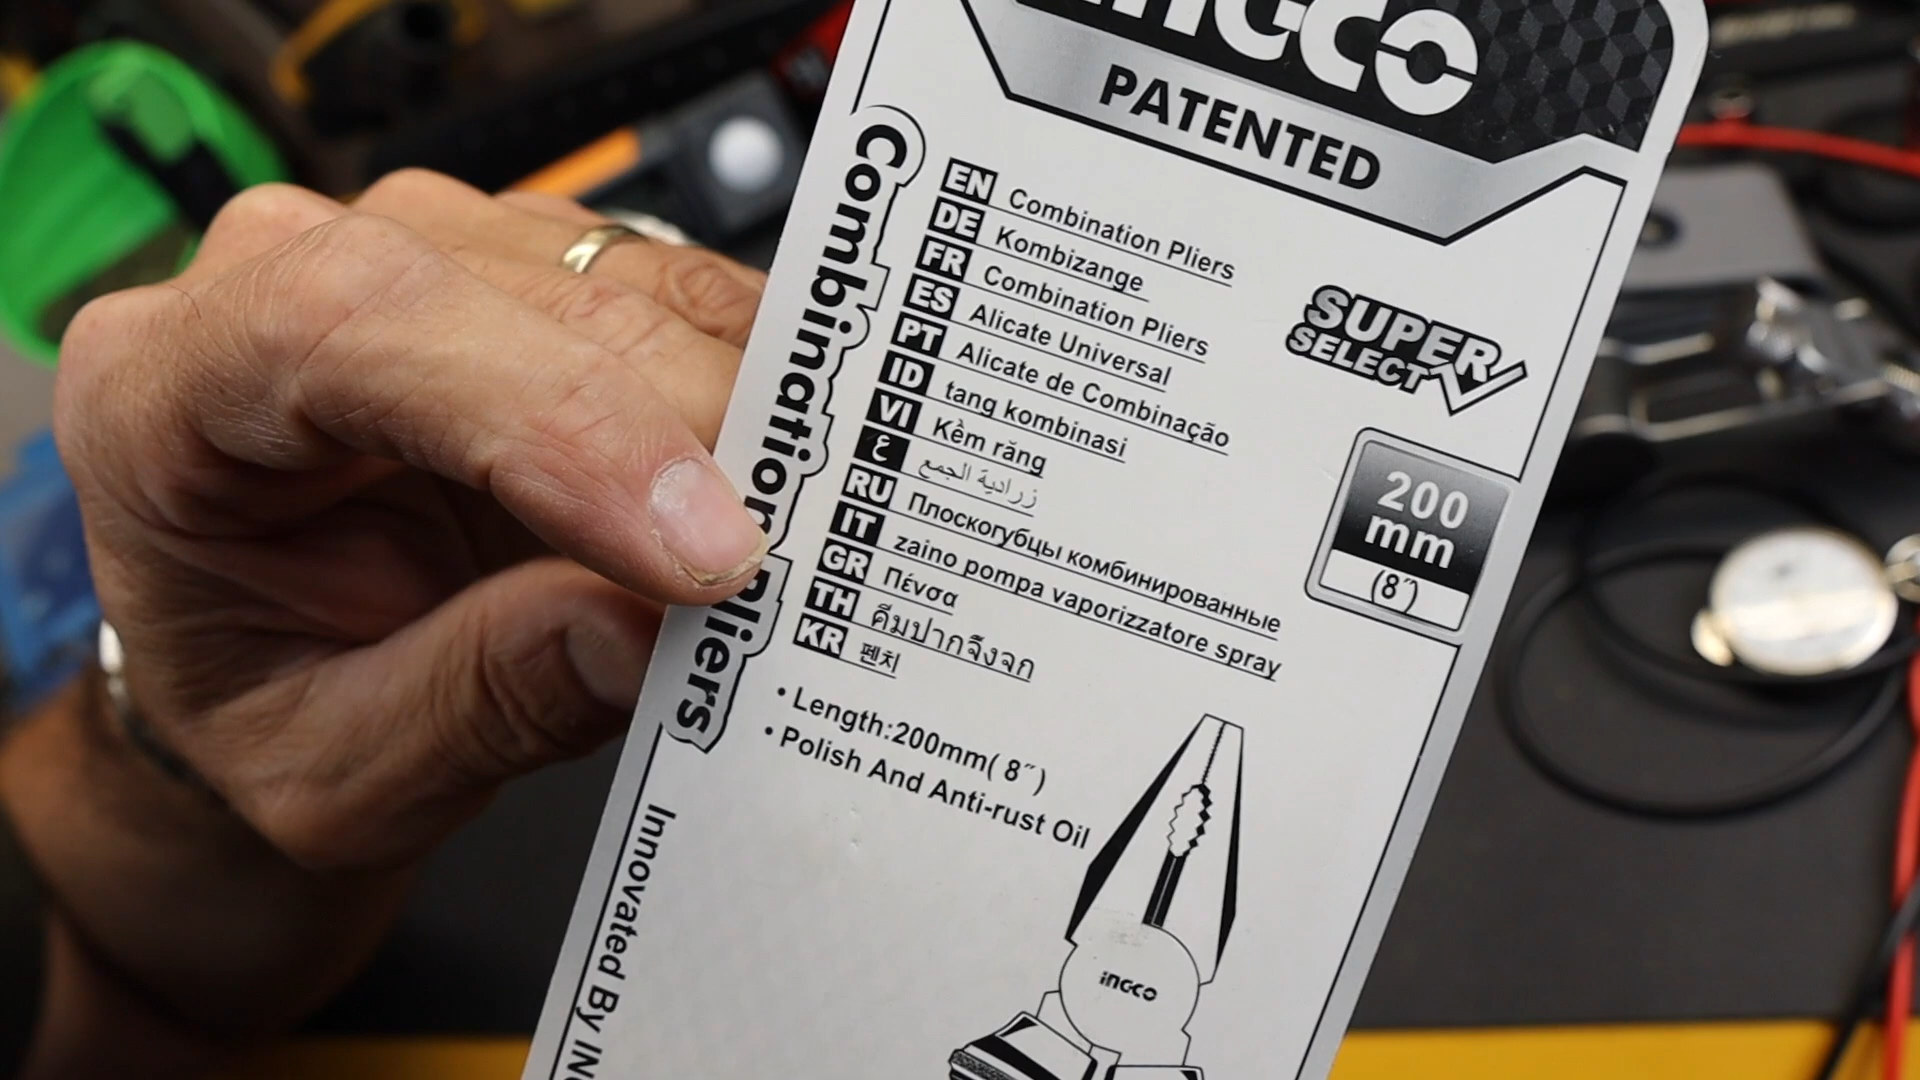 INGCO
PATENTED
Combination Pliers
EN Combination Pliers
DE Kombizange
FR Combination Pliers
ES Alicate Universal
PT Alicate de Combinação
ID tang kombinasi
VI Kềm răng
ع زرادية الجمع
RU Плоскогубцы комбинированные
IT zaino pompa vaporizzatore spray
GR Πένσα
TH คีมปากจิ้งจก
KR 펜치
SUPER
SELECT
200
mm
(8″)
• Length:200mm( 8″ )
• Polish And Anti-rust Oil
INGCO
Innovated By